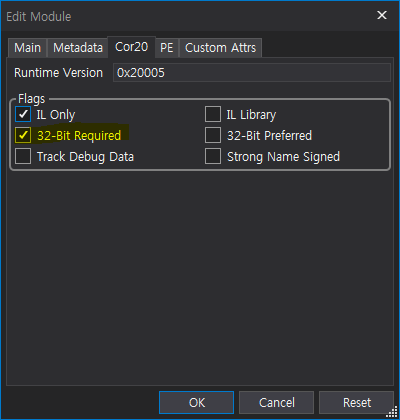 Edit Module
Main Metadata Cor20 PE Custom Attrs
Runtime Version 0x20005
Flags
IL Only IL Library
32-Bit Required 32-Bit Preferred
Track Debug Data Strong Name Signed
OK Cancel Reset